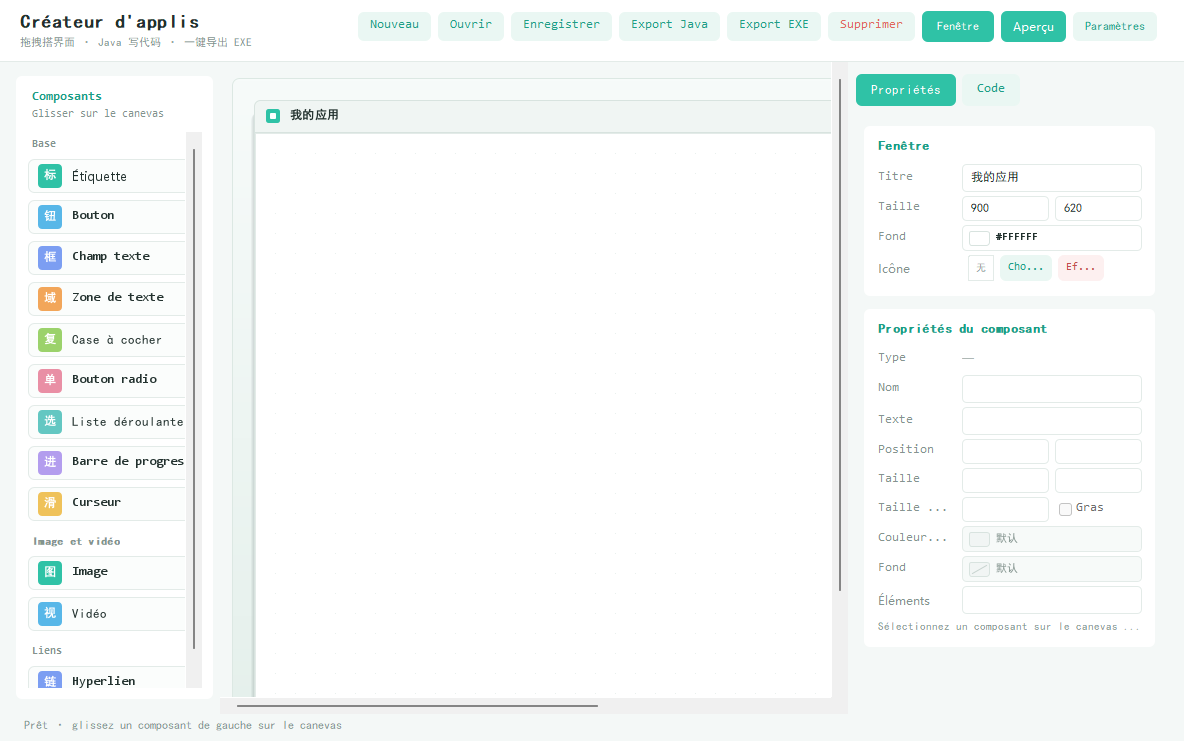 Créateur d'applis
拖拽搭界面 · Java 写代码 · 一键导出 EXE
Nouveau
Ouvrir
Enregistrer
Export Java
Export EXE
Supprimer
Fenêtre
Aperçu
Paramètres
Composants
Glisser sur le canevas
Base
标 Étiquette
钮 Bouton
框 Champ texte
域 Zone de texte
复 Case à cocher
单 Bouton radio
选 Liste déroulante
进 Barre de progres
滑 Curseur
Image et vidéo
图 Image
视 Vidéo
Liens
链 Hyperlien
我的应用
Propriétés
Code
Fenêtre
Titre 我的应用
Taille 900 620
Fond #FFFFFF
Icône 无 Cho... Ef...
Propriétés du composant
Type —
Nom
Texte
Position
Taille
Taille ... Gras
Couleur... 默认
Fond 默认
Éléments
Sélectionnez un composant sur le canevas ...
Prêt · glissez un composant de gauche sur le canevas